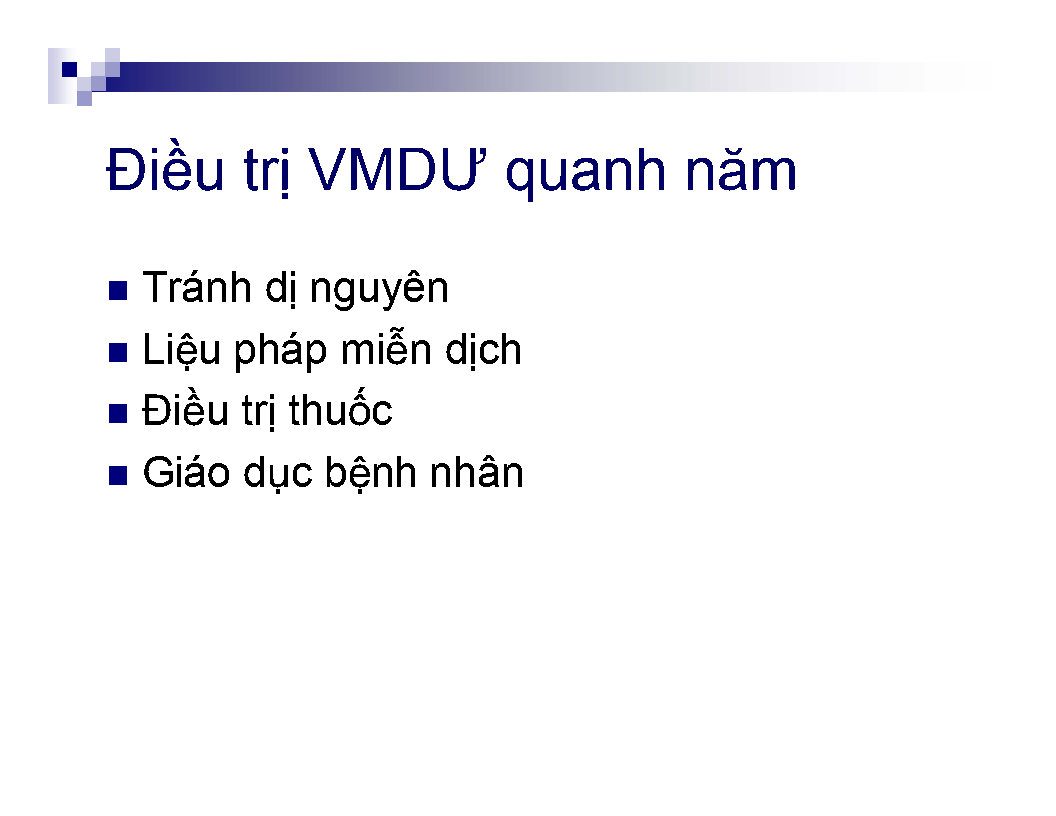 Điều trị VMDƯ quanh năm
Tránh dị nguyên
Liệu pháp miễn dịch
Điều trị thuốc
Giáo dục bệnh nhân